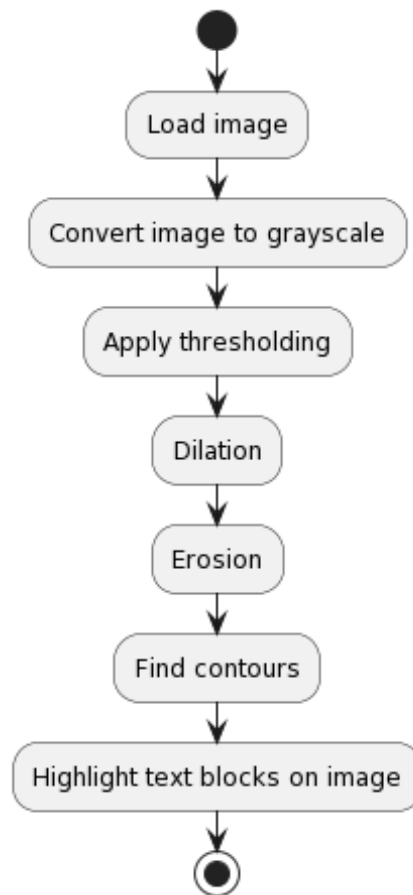 Load image
Convert image to grayscale
Apply thresholding
Dilation
Erosion
Find contours
Highlight text blocks on image